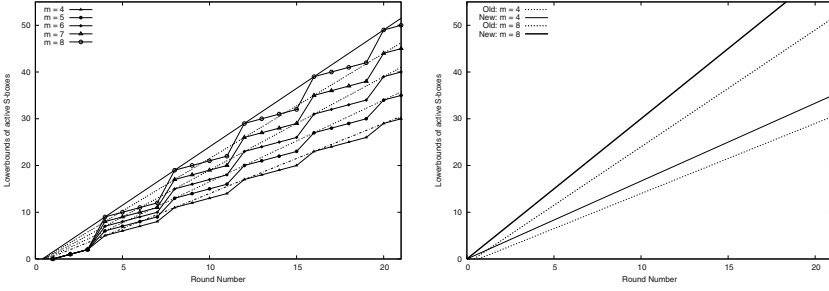 m = 4
m = 5
m = 6
m = 7
m = 8
50
40
30
20
10
0
0 5 10 15 20
Lowerbounds of active S-boxes
Round Number
Old: m = 4
New: m = 4
Old: m = 8
New: m = 8
50
40
30
20
10
0
0 5 10 15 20
Lowerbounds of active S-boxes
Round Number